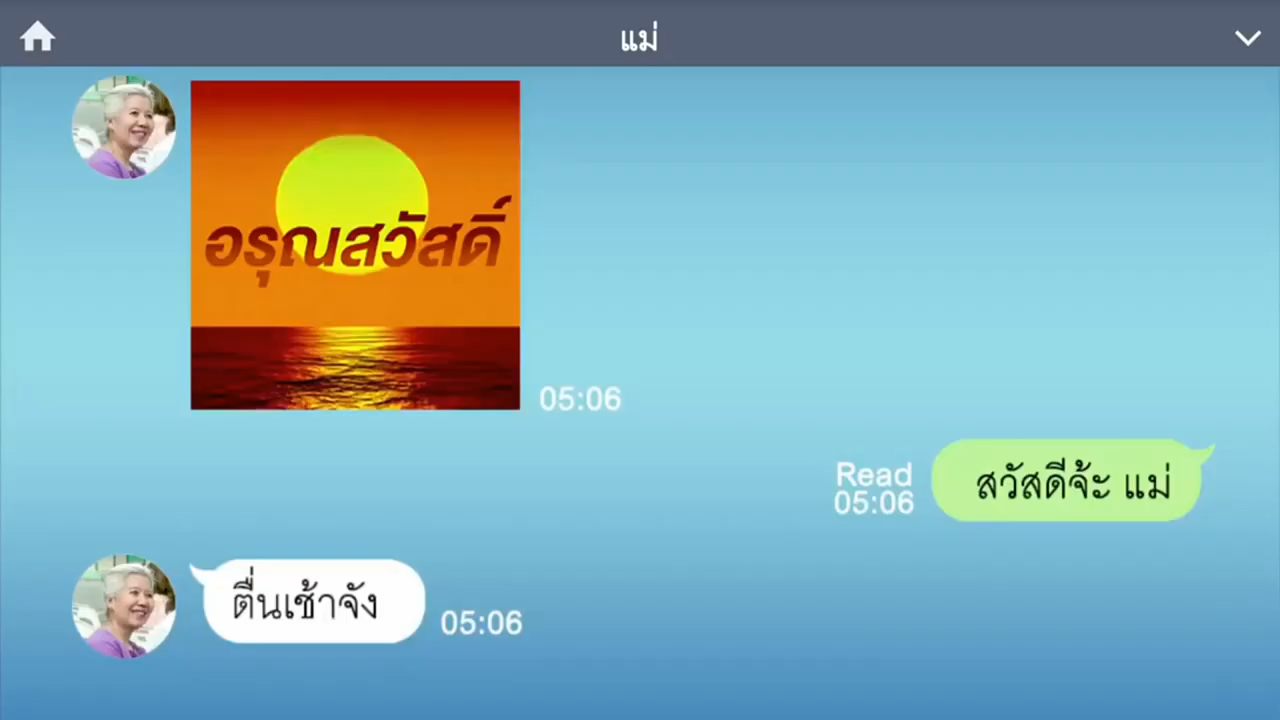 แม่
อรุณสวัสดิ์
05:06
สวัสดีจ้ะ แม่
Read
05:06
ตื่นเช้าจัง
05:06